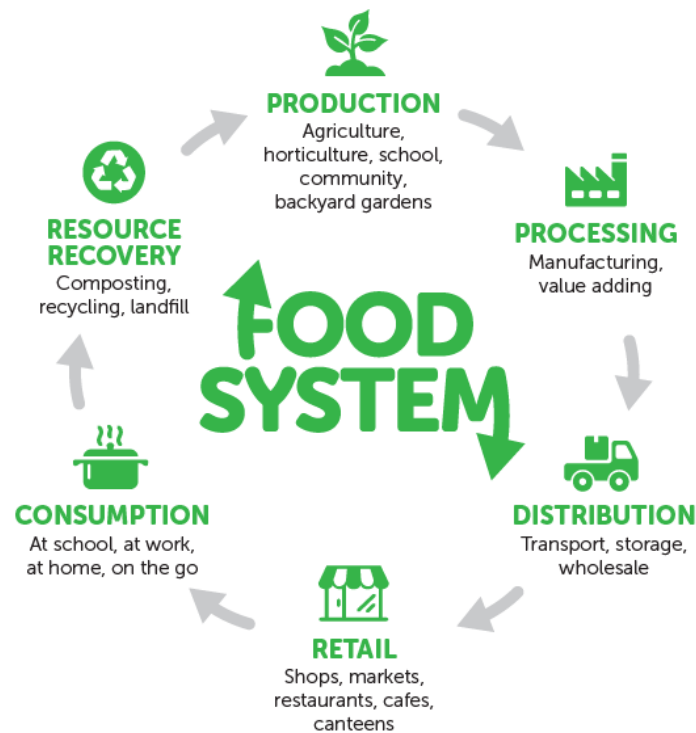 PRODUCTION
Agriculture,
horticulture, school,
community,
backyard gardens
PROCESSING
Manufacturing,
value adding
DISTRIBUTION
Transport, storage,
wholesale
RETAIL
Shops, markets,
restaurants, cafes,
canteens
CONSUMPTION
At school, at work,
at home, on the go
RESOURCE
RECOVERY
Composting,
recycling, landfill
FOOD
SYSTEM